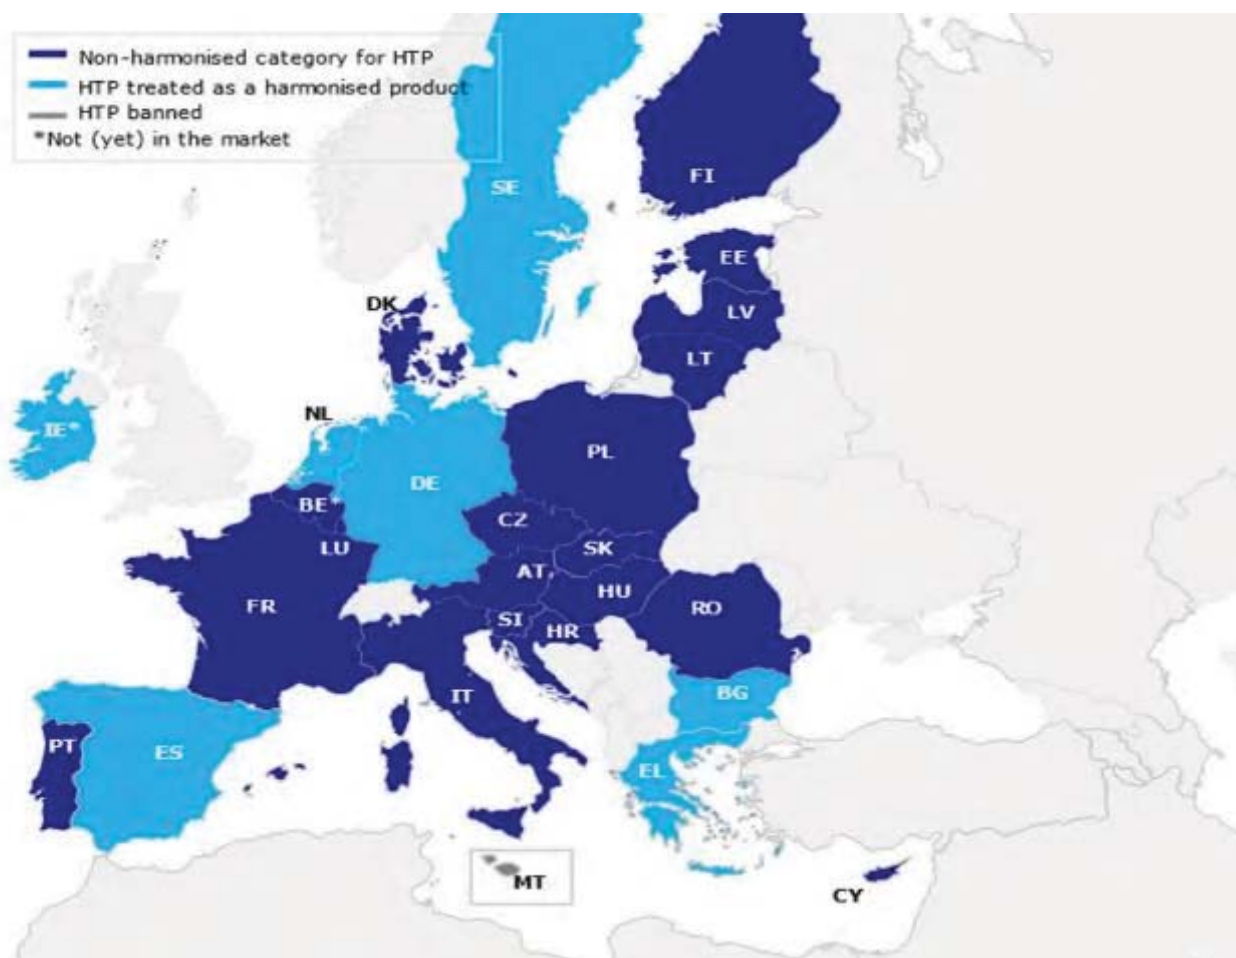 Non-harmonised category for HTP
HTP treated as a harmonised product
HTP banned
*Not (yet) in the market
SE
FI
EE
DK
LV
LT
NL
IE*
PL
DE
BE*
CZ
LU
SK
AT
HU
FR
RO
SI
HR
IT
BG
PT
ES
EL
MT
CY